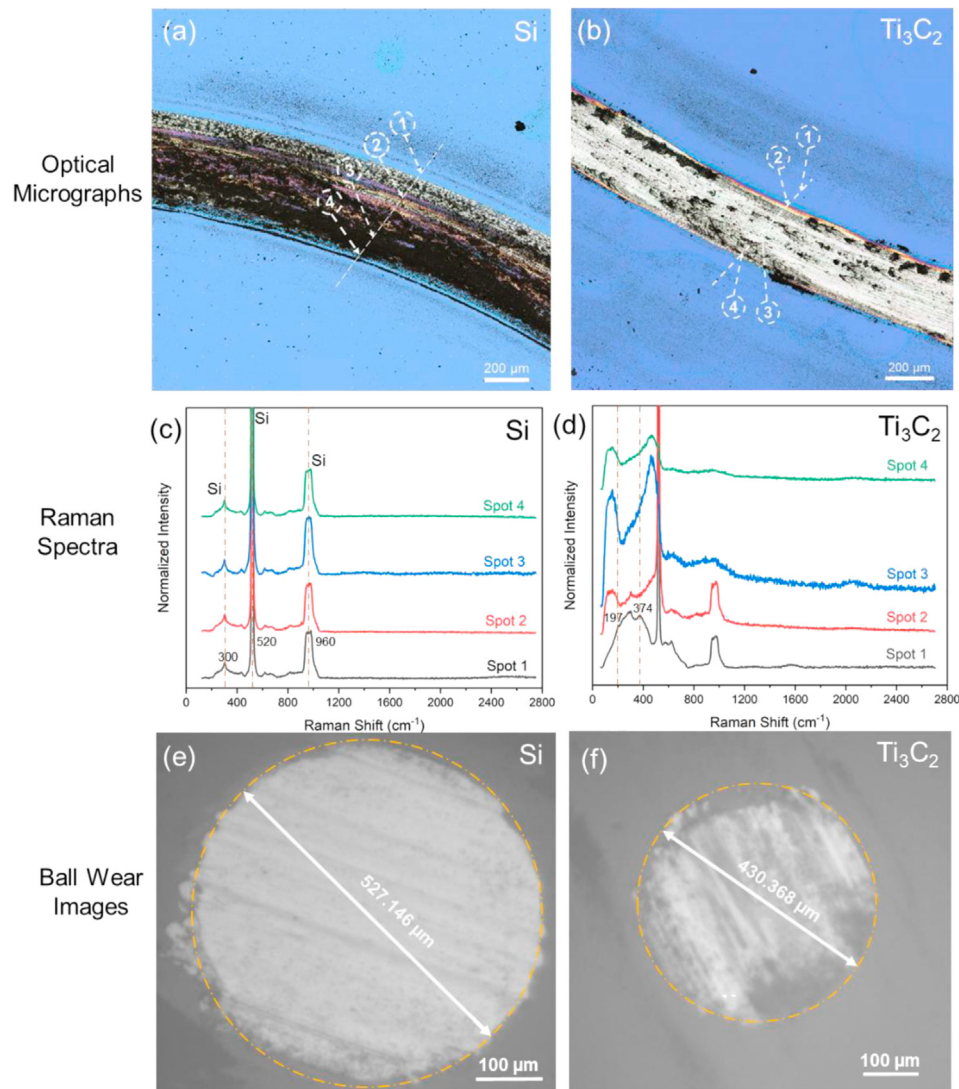 (a)
Si
(b)
Ti₃C₂
Optical
Micrographs
1
2
3
4
200 µm
1
2
4
3
200 µm
(c)
Si
Si
Si
Si
Spot 4
Spot 3
Spot 2
Spot 1
300
520
960
Normalized Intensity
0
400
800
1200
1600
2000
2400
2800
Raman Shift (cm⁻¹)
(d)
Ti₃C₂
Spot 4
Spot 3
Spot 2
Spot 1
197
374
Normalized Intensity
0
400
800
1200
1600
2000
2400
2800
Raman Shift (cm⁻¹)
Raman
Spectra
(e)
Si
527.146 µm
100 µm
(f)
Ti₃C₂
430.368 µm
100 µm
Ball Wear
Images